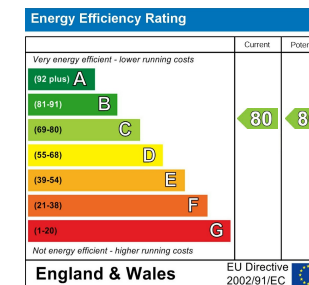 Energy Efficiency Rating
Current
Very energy efficient - lower running costs
(92 plus) A
(81-91) B
(69-80) C
80
(55-68) D
(39-54) E
(21-38) F
(1-20) G
Not energy efficient - higher running costs
England & Wales
EU Directive
2002/91/EC